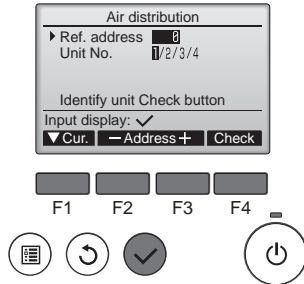 Air distribution
Ref. address 0
Unit No. 1/2/3/4
Identify unit Check button
Input display: ✓
▼Cur. −Address+ Check
F1 F2 F3 F4